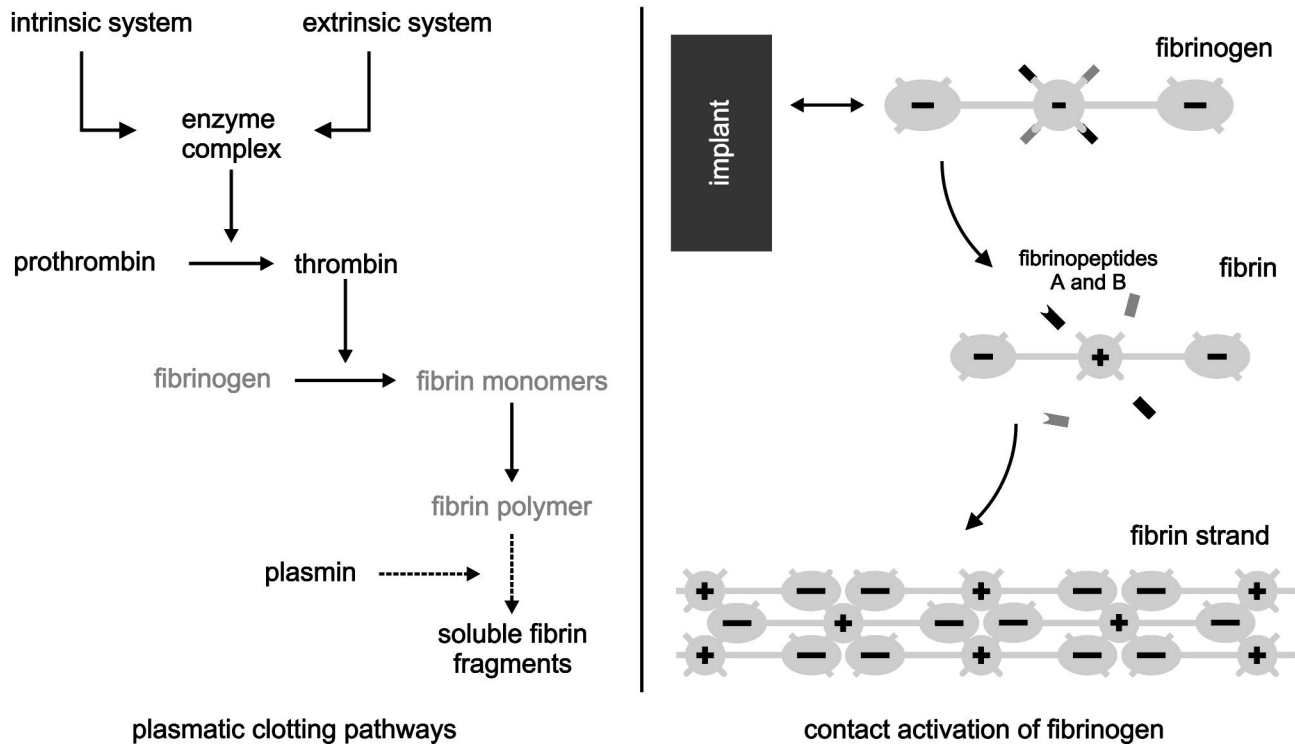 intrinsic system
extrinsic system
enzyme
complex
prothrombin
thrombin
fibrinogen
fibrin monomers
fibrin polymer
plasmin
soluble fibrin
fragments
plasmatic clotting pathways
implant
fibrinogen
-
-
-
fibrinopeptides
A and B
fibrin
-
+
-
fibrin strand
+ - - + - - +
- + - - + -
+ - - + - - +
contact activation of fibrinogen